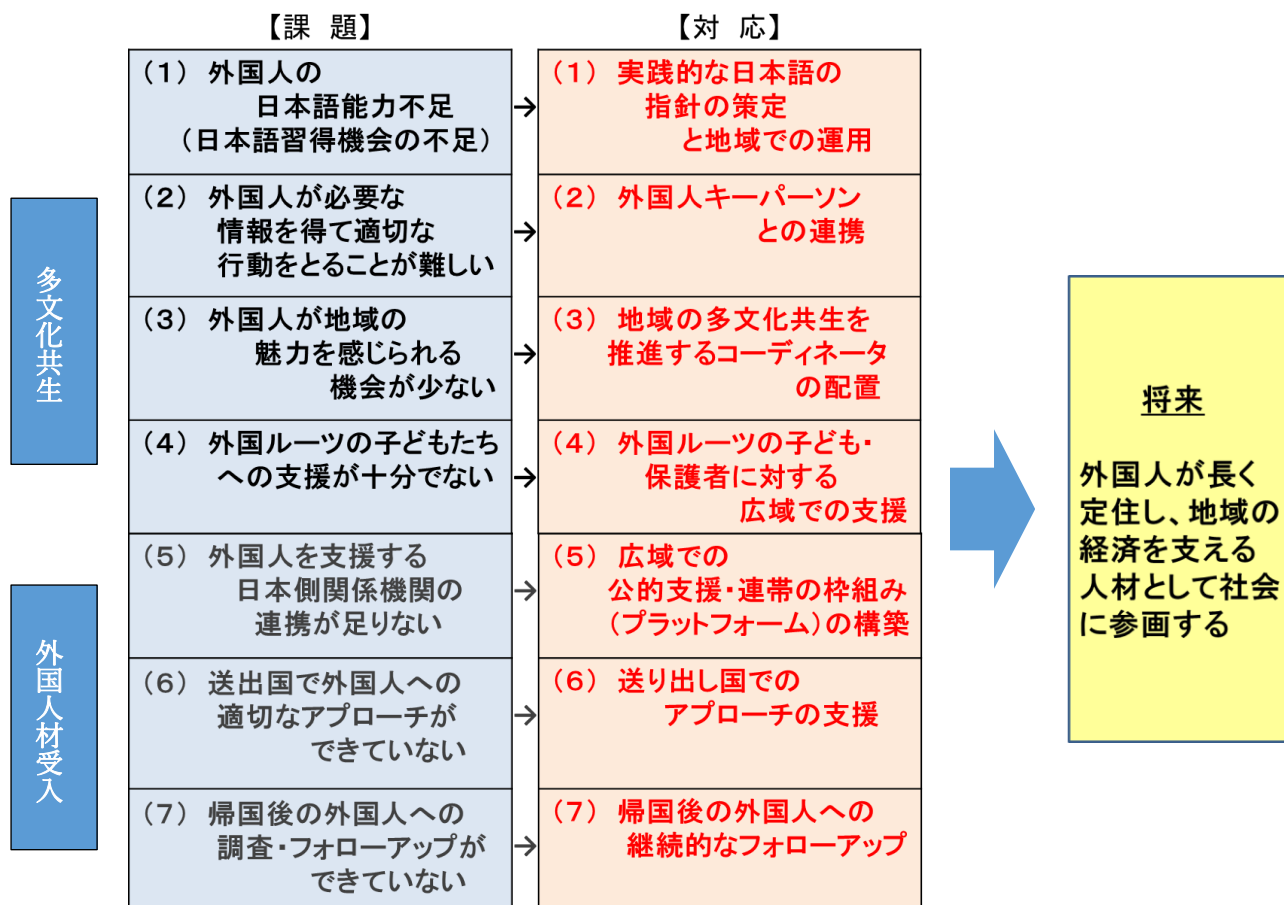 【課 題】
【対 応】
多文化共生
(1) 外国人の
日本語能力不足
(日本語習得機会の不足)
→
(1) 実践的な日本語の
指針の策定
と地域での運用
(2) 外国人が必要な
情報を得て適切な
行動をとることが難しい
→
(2) 外国人キーパーソン
との連携
(3) 外国人が地域の
魅力を感じられる
機会が少ない
→
(3) 地域の多文化共生を
推進するコーディネータ
の配置
(4) 外国ルーツの子どもたち
への支援が十分でない
→
(4) 外国ルーツの子ども・
保護者に対する
広域での支援
外国人材受入
(5) 外国人を支援する
日本側関係機関の
連携が足りない
→
(5) 広域での
公的支援・連帯の枠組み
(プラットフォーム)の構築
(6) 送出国で外国人への
適切なアプローチが
できていない
→
(6) 送り出し国での
アプローチの支援
(7) 帰国後の外国人への
調査・フォローアップが
できていない
→
(7) 帰国後の外国人への
継続的なフォローアップ
将来
外国人が長く
定住し、地域の
経済を支える
人材として社会
に参画する